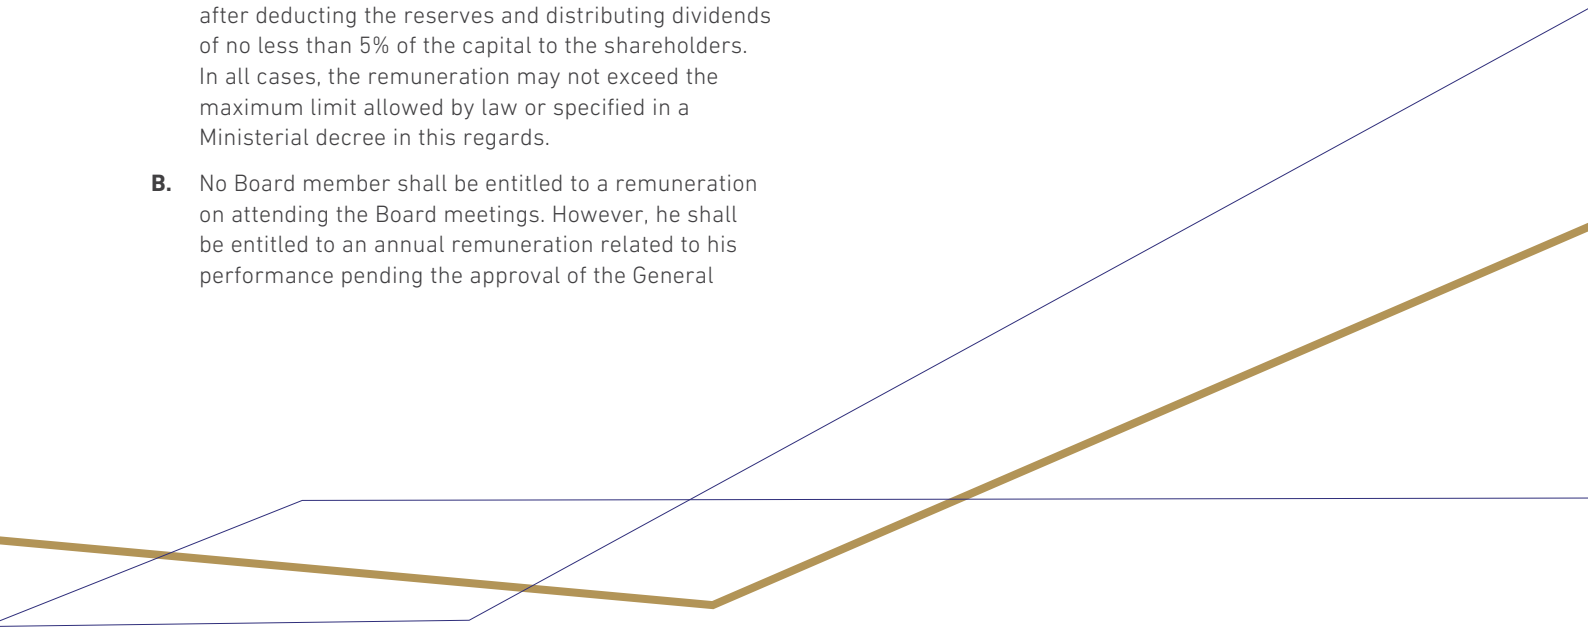 after deducting the reserves and distributing dividends
of no less than 5% of the capital to the shareholders.
In all cases, the remuneration may not exceed the
maximum limit allowed by law or specified in a
Ministerial decree in this regards.
B. No Board member shall be entitled to a remuneration
on attending the Board meetings. However, he shall
be entitled to an annual remuneration related to his
performance pending the approval of the General